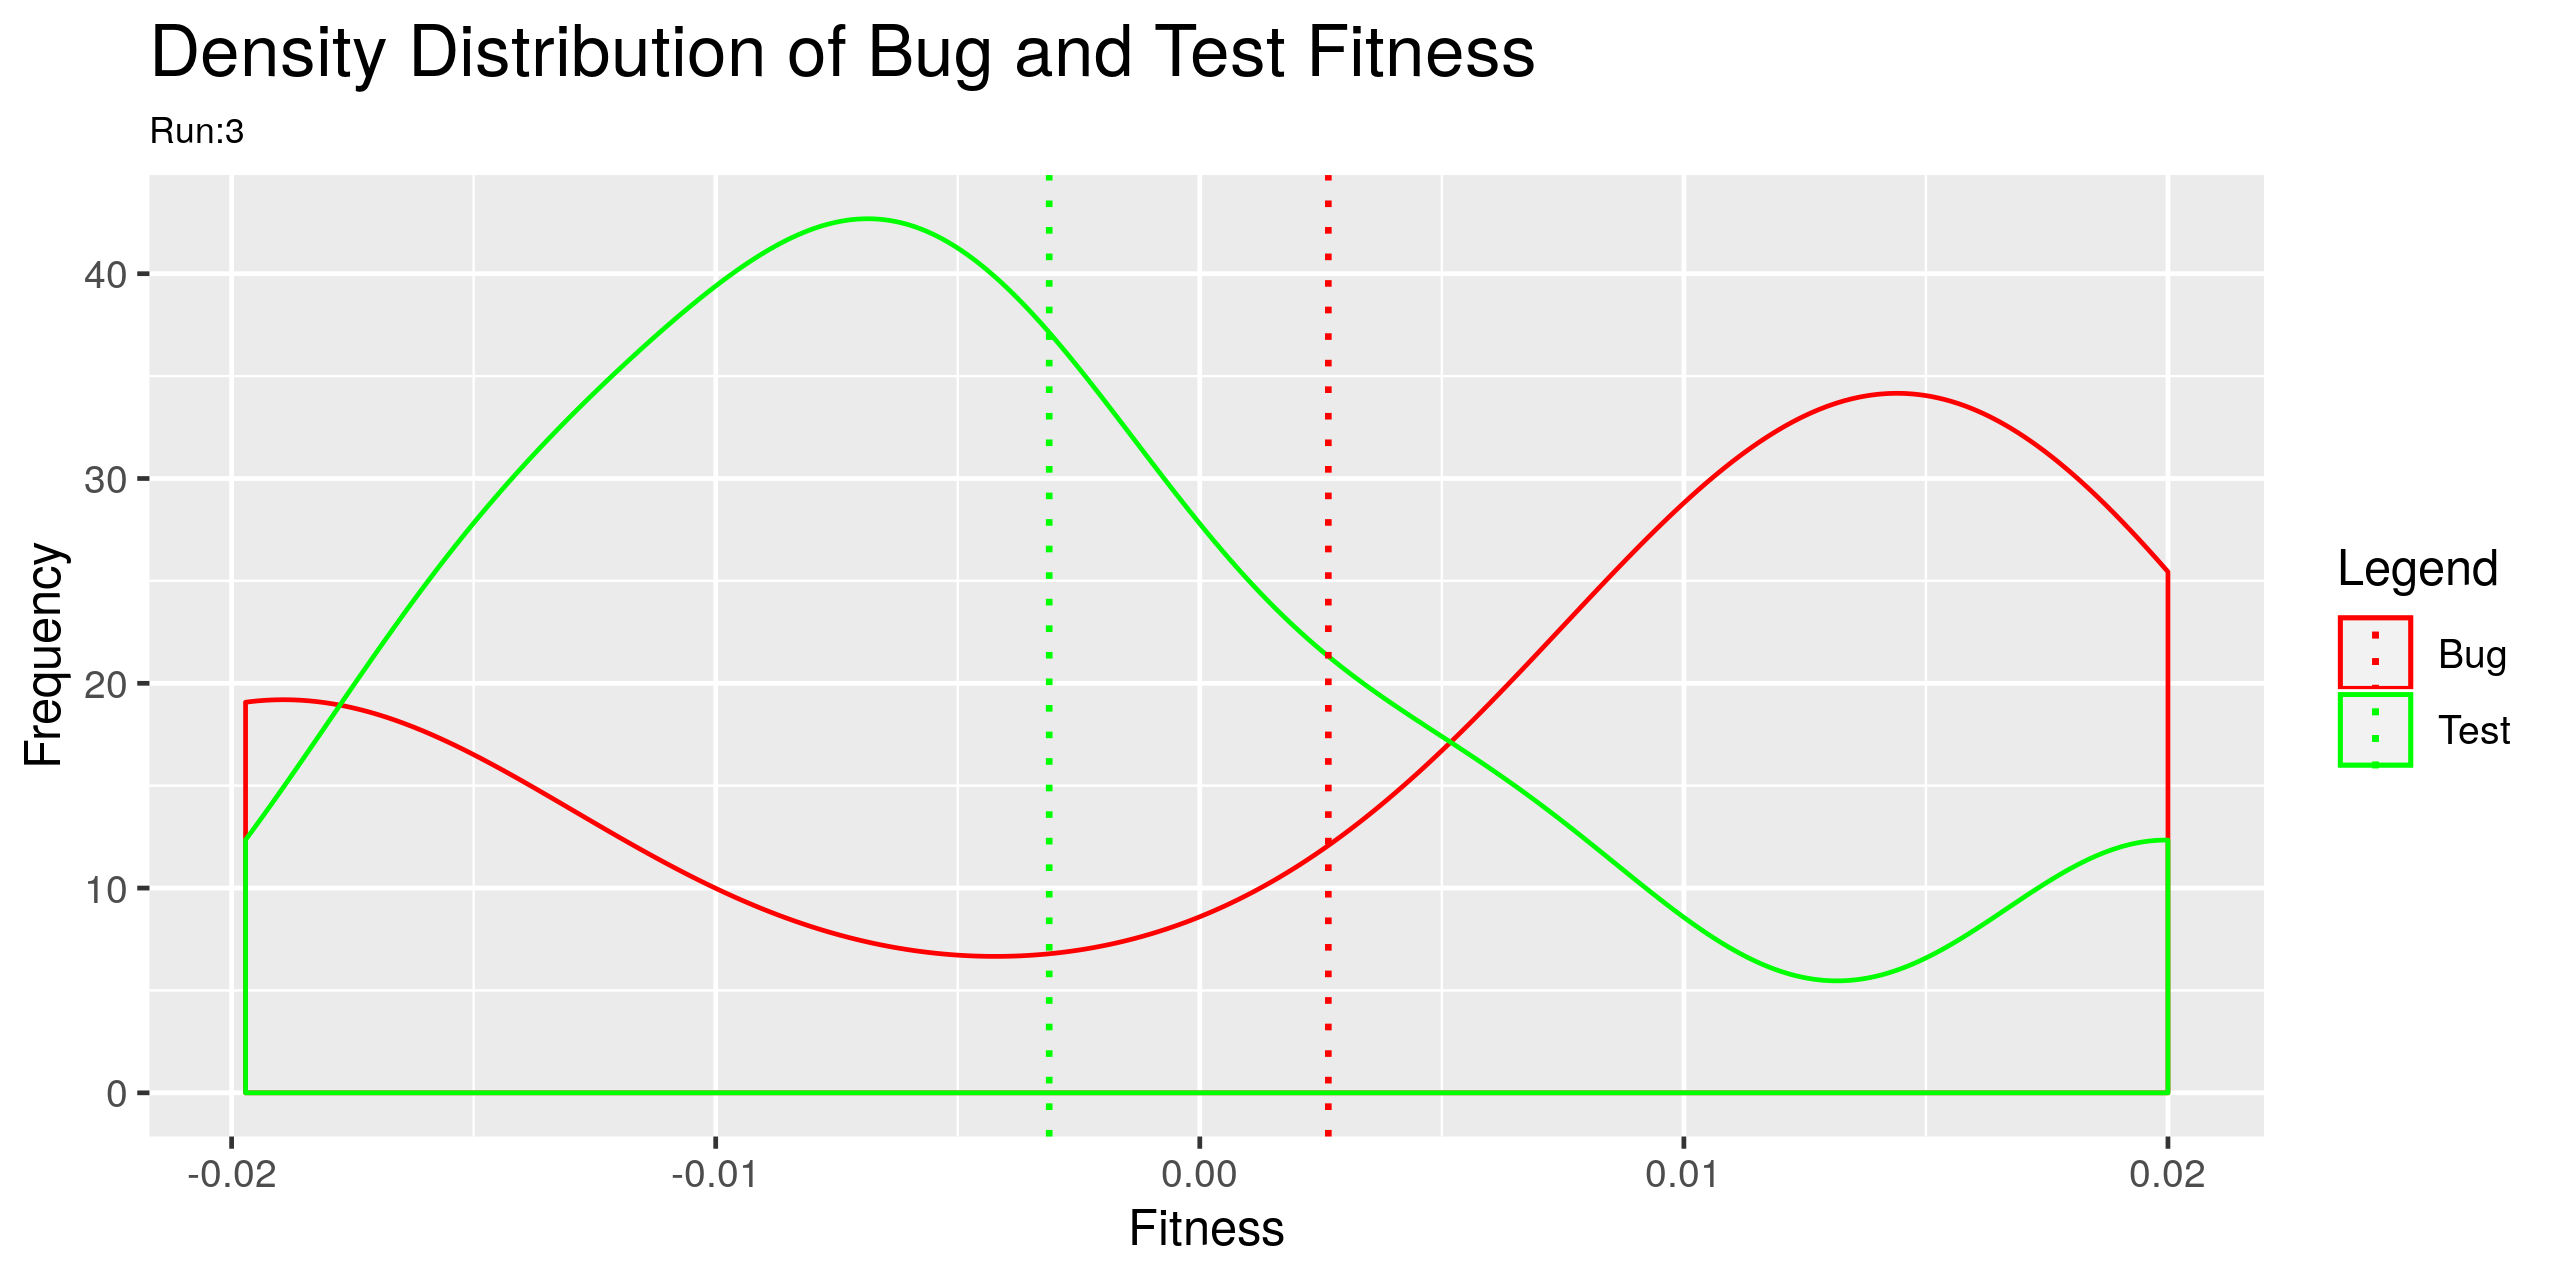 Density Distribution of Bug and Test Fitness
Run:3
40
30
20
10
0
Frequency
-0.02
-0.01
0.00
0.01
0.02
Fitness
Legend
Bug
Test